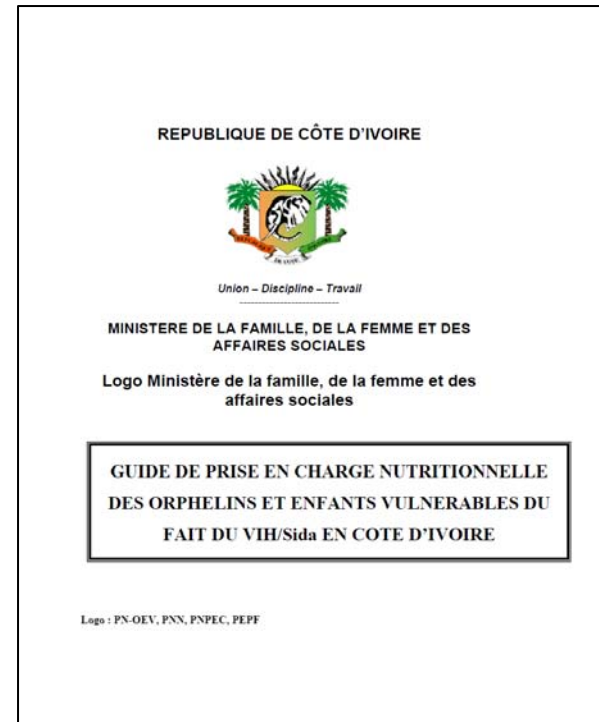 REPUBLIQUE DE CÔTE D'IVOIRE
Union – Discipline – Travail
MINISTERE DE LA FAMILLE, DE LA FEMME ET DES
AFFAIRES SOCIALES
Logo Ministère de la famille, de la femme et des
affaires sociales
GUIDE DE PRISE EN CHARGE NUTRITIONNELLE
DES ORPHELINS ET ENFANTS VULNERABLES DU
FAIT DU VIH/Sida EN COTE D'IVOIRE
Logo : PN-OEV, PNN, PNPEC, PEPF